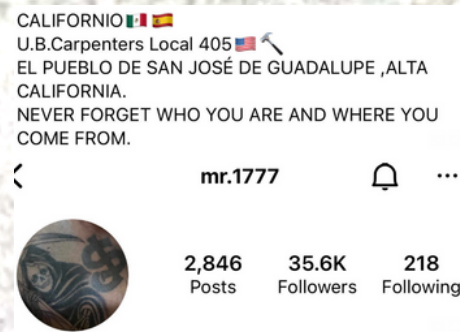 CALIFORNIO🇲🇽🇪🇸
U.B.Carpenters Local 405🇺🇸🔨
EL PUEBLO DE SAN JOSÉ DE GUADALUPE ,ALTA
CALIFORNIA.
NEVER FORGET WHO YOU ARE AND WHERE YOU
COME FROM.
mr.1777
2,846 35.6K 218
Posts Followers Following